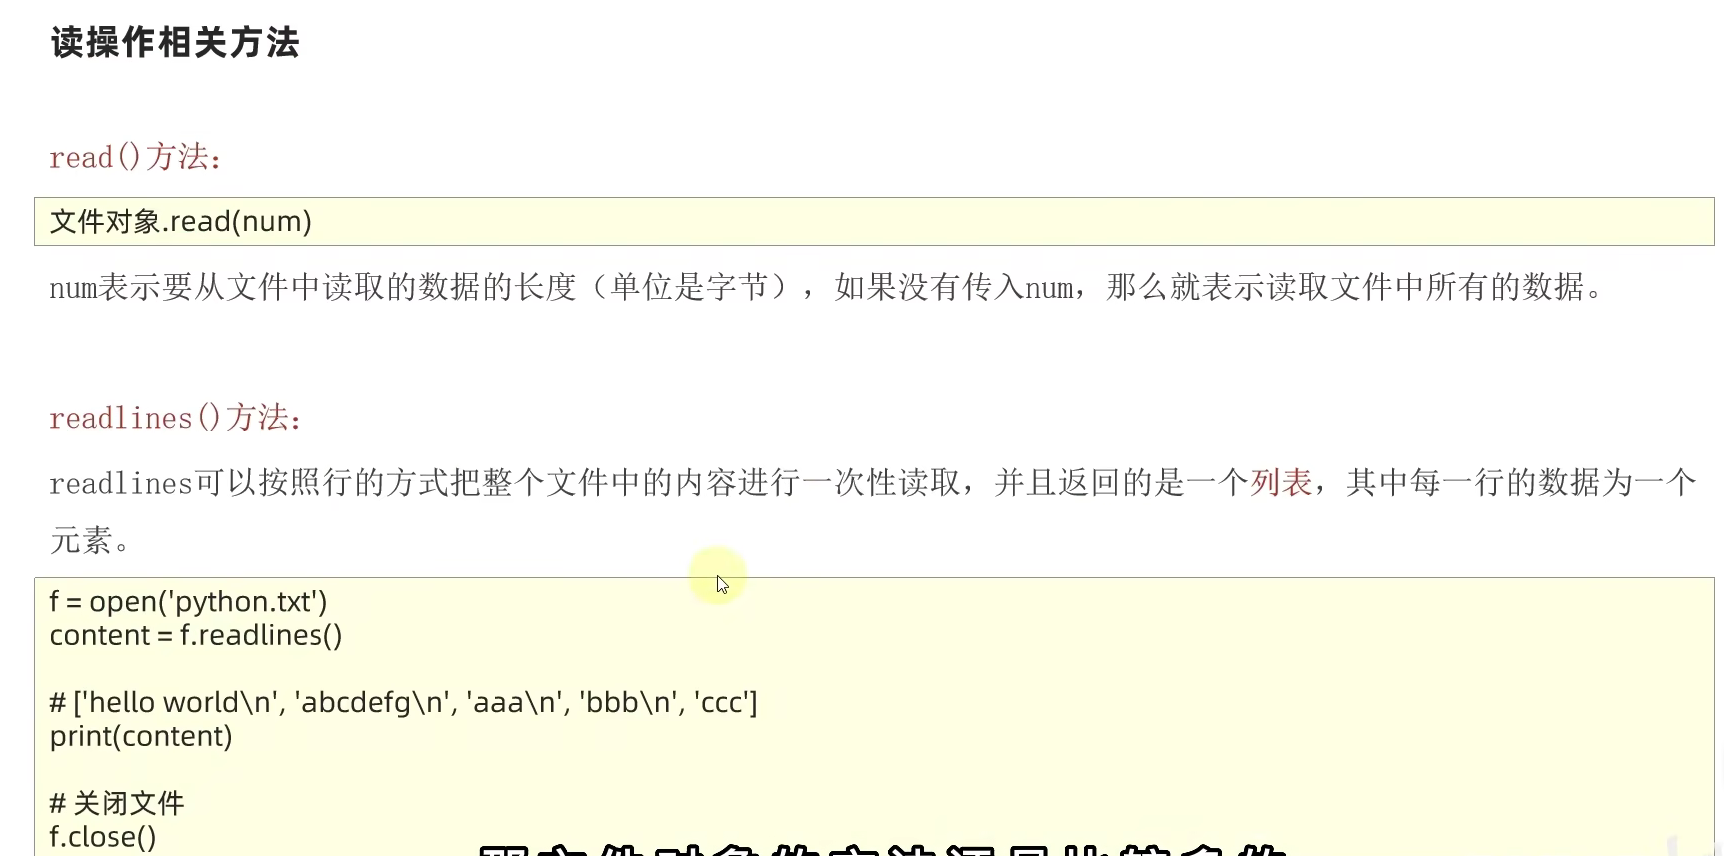 读操作相关方法
read()方法:
文件对象.read(num)
num表示要从文件中读取的数据的长度（单位是字节），如果没有传入num，那么就表示读取文件中所有的数据。
readlines()方法:
readlines可以按照行的方式把整个文件中的内容进行一次性读取，并且返回的是一个列表，其中每一行的数据为一个
元素。
f = open('python.txt')
content = f.readlines()
# ['hello world\n', 'abcdefg\n', 'aaa\n', 'bbb\n', 'ccc']
print(content)
# 关闭文件
f.close()